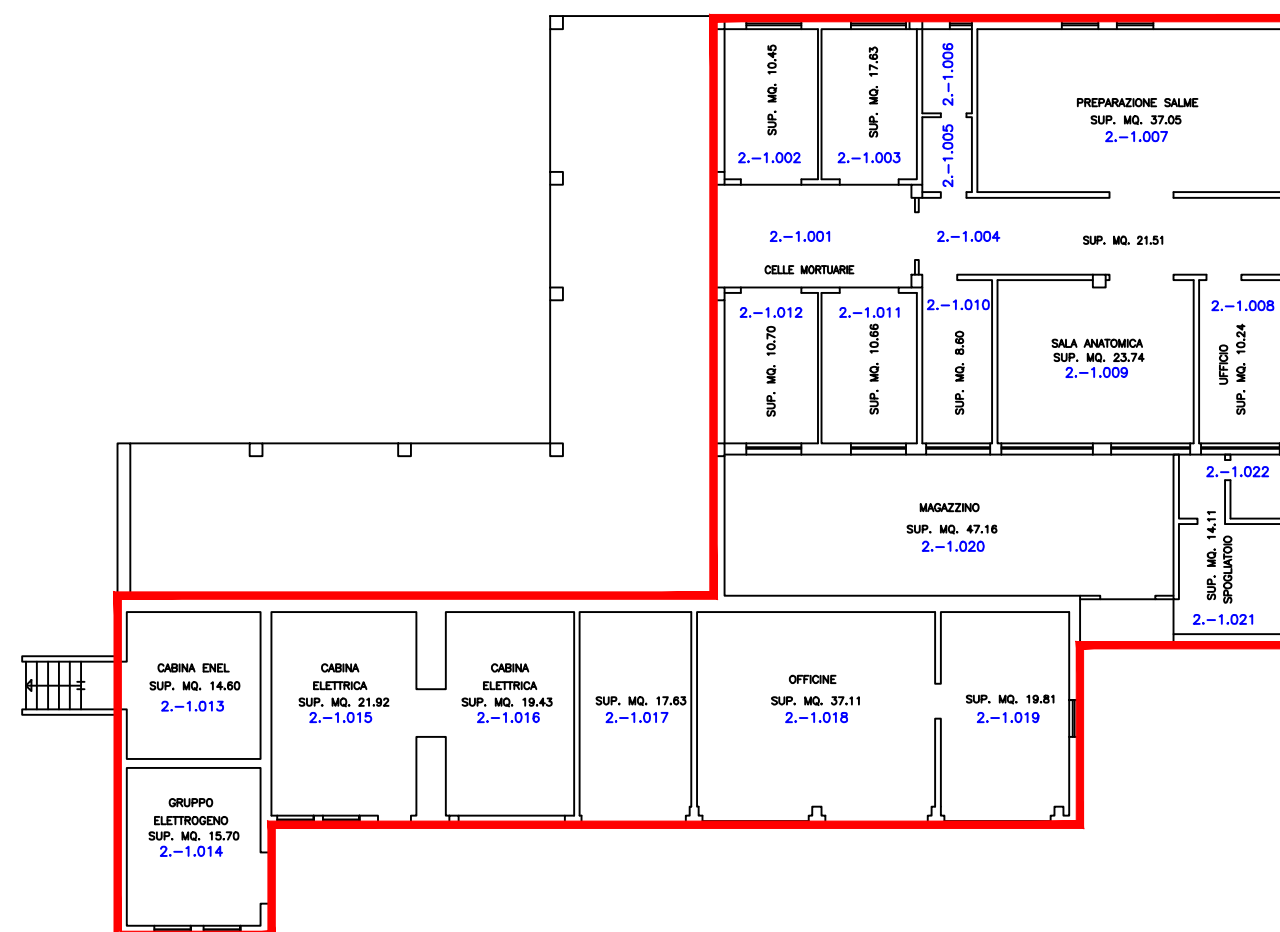 SUP. MQ. 10.45
2.-1.002
SUP. MQ. 17.63
2.-1.003
2.-1.006
2.-1.005
PREPARAZIONE SALME
SUP. MQ. 37.05
2.-1.007
2.-1.001
CELLE MORTUARIE
2.-1.004
SUP. MQ. 21.51
2.-1.012
SUP. MQ. 10.70
2.-1.011
SUP. MQ. 10.66
2.-1.010
SUP. MQ. 8.60
SALA ANATOMICA
SUP. MQ. 23.74
2.-1.009
2.-1.008
UFFICIO
SUP. MQ. 10.24
MAGAZZINO
SUP. MQ. 47.16
2.-1.020
2.-1.022
SUP. MQ. 14.11
SPOGLIATOIO
2.-1.021
CABINA ENEL
SUP. MQ. 14.60
2.-1.013
CABINA
ELETTRICA
SUP. MQ. 21.92
2.-1.015
CABINA
ELETTRICA
SUP. MQ. 19.43
2.-1.016
SUP. MQ. 17.63
2.-1.017
OFFICINE
SUP. MQ. 37.11
2.-1.018
SUP. MQ. 19.81
2.-1.019
GRUPPO
ELETTROGENO
SUP. MQ. 15.70
2.-1.014